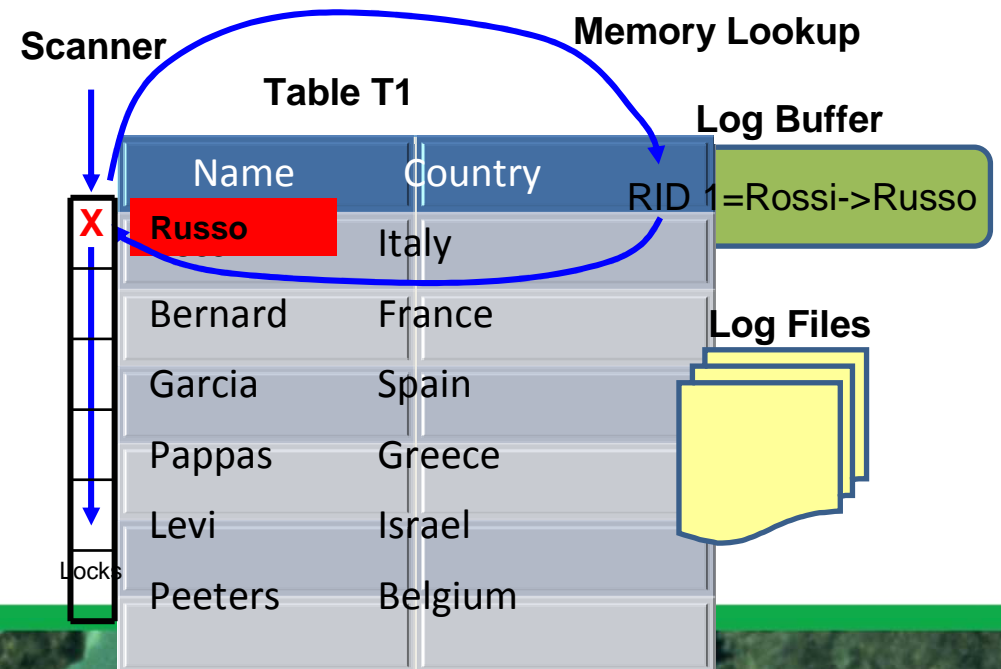 Scanner
Memory Lookup
Table T1
Log Buffer
Name Country
RID 1=Rossi->Russo
X Russo Italy
Bernard France
Log Files
Garcia Spain
Pappas Greece
Levi Israel
Locks
Peeters Belgium